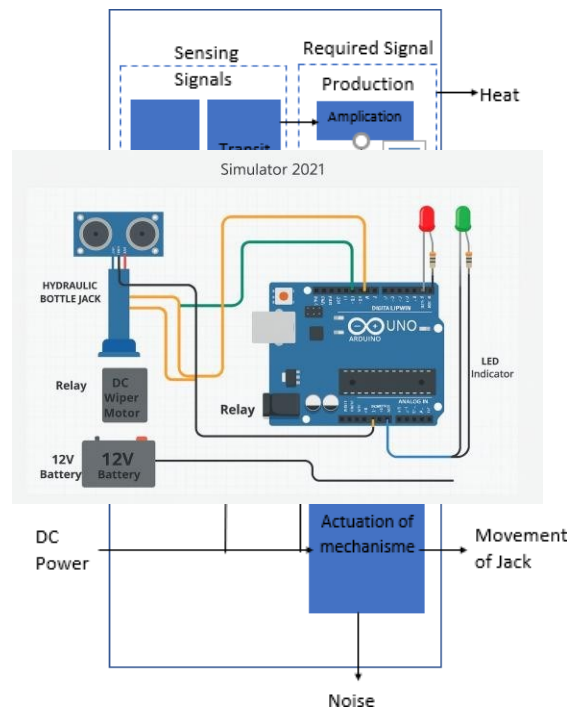 Sensing
Signals
Required Signal
Production
Amplication
Heat
Transit
Simulator 2021
HYDRAULIC
BOTTLE JACK
DIGITAL
UNO
ARDUINO
LED
Indicator
Relay
DC
Wiper
Motor
Relay
ANALOG IN
12V
Battery
12V
Battery
DC
Power
Actuation of
mechanisme
Movement
of Jack
Noise